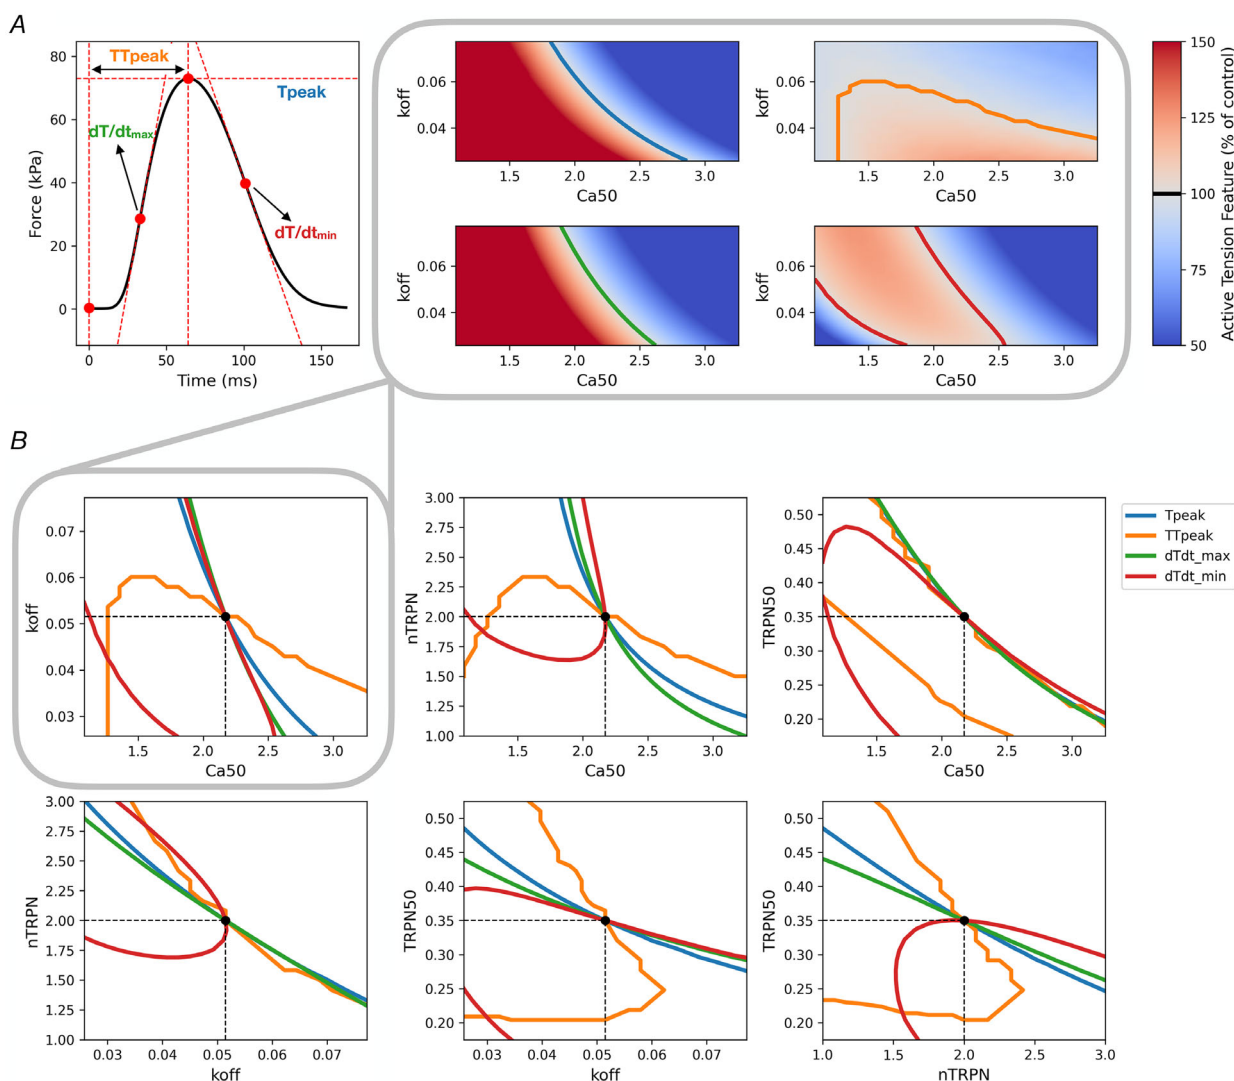 A
TTpeak
Tpeak
dT/dtmax
dT/dtmin
80
60
40
20
0
Force (kPa)
0 50 100 150
Time (ms)
koff
0.06
0.04
1.5 2.0 2.5 3.0
Ca50
koff
0.06
0.04
1.5 2.0 2.5 3.0
Ca50
koff
0.06
0.04
1.5 2.0 2.5 3.0
Ca50
koff
0.06
0.04
1.5 2.0 2.5 3.0
Ca50
150
125
100
75
50
Active Tension Feature (% of control)
B
koff
0.07
0.06
0.05
0.04
0.03
1.5 2.0 2.5 3.0
Ca50
nTRPN
3.00
2.75
2.50
2.25
2.00
1.75
1.50
1.25
1.00
1.5 2.0 2.5 3.0
Ca50
TRPN50
0.50
0.45
0.40
0.35
0.30
0.25
0.20
1.5 2.0 2.5 3.0
Ca50
Tpeak
TTpeak
dTdt_max
dTdt_min
nTRPN
3.00
2.75
2.50
2.25
2.00
1.75
1.50
1.25
1.00
0.03 0.04 0.05 0.06 0.07
koff
TRPN50
0.50
0.45
0.40
0.35
0.30
0.25
0.20
0.03 0.04 0.05 0.06 0.07
koff
TRPN50
0.50
0.45
0.40
0.35
0.30
0.25
0.20
1.0 1.5 2.0 2.5 3.0
nTRPN